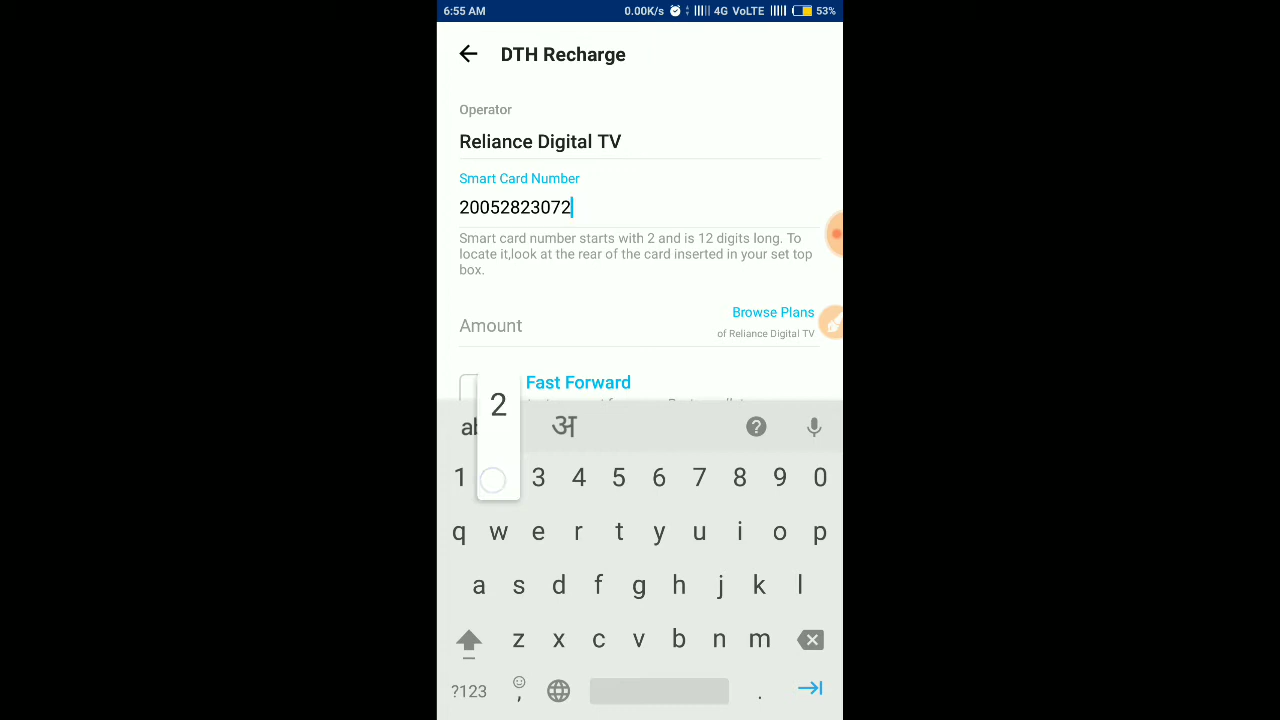 6:55 AM 0.00K/s 4G VoLTE 53%
DTH Recharge
Operator
Reliance Digital TV
Smart Card Number
20052823072
Smart card number starts with 2 and is 12 digits long. To
locate it,look at the rear of the card inserted in your set top
box.
Browse Plans
Amount
of Reliance Digital TV
Fast Forward
2
अ
1 3 4 5 6 7 8 9 0
q w e r t y u i o p
a s d f g h j k l
z x c v b n m
?123 , .